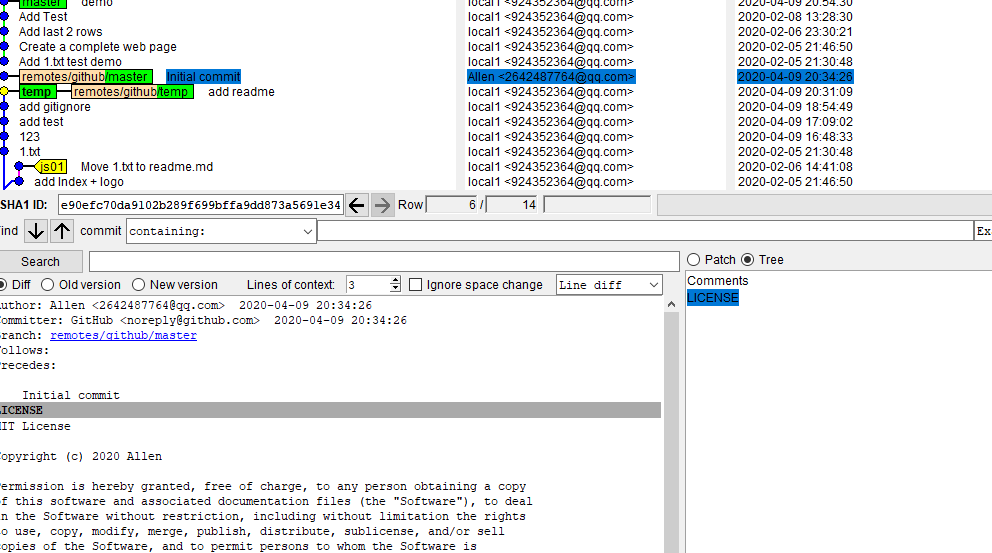 master demo local1 <924352364@qq.com> 2020-04-09 20:54:30
Add Test local1 <924352364@qq.com> 2020-02-08 13:28:30
Add last 2 rows local1 <924352364@qq.com> 2020-02-06 23:30:21
Create a complete web page local1 <924352364@qq.com> 2020-02-05 21:46:50
Add 1.txt test demo local1 <924352364@qq.com> 2020-02-05 21:30:48
remotes/github/master Initial commit Allen <2642487764@qq.com> 2020-04-09 20:34:26
temp remotes/github/temp add readme local1 <924352364@qq.com> 2020-04-09 20:31:09
add gitignore local1 <924352364@qq.com> 2020-04-09 18:54:49
add test local1 <924352364@qq.com> 2020-04-09 17:09:02
123 local1 <924352364@qq.com> 2020-04-09 16:48:33
1.txt local1 <924352364@qq.com> 2020-02-05 21:30:48
js01 Move 1.txt to readme.md local1 <924352364@qq.com> 2020-02-06 14:41:08
add Index + logo local1 <924352364@qq.com> 2020-02-05 21:46:50
SHA1 ID: e90efc70da9102b289f699bffa9dd873a5691e34 Row 6 / 14
ind commit containing: Ex
Search
Patch Tree
Diff Old version New version Lines of context: 3 Ignore space change Line diff
Comments
LICENSE
uthor: Allen <2642487764@qq.com> 2020-04-09 20:34:26
ommitter: GitHub <noreply@github.com> 2020-04-09 20:34:26
ranch: remotes/github/master
ollows:
recedes:
Initial commit
LICENSE
IT License
opyright (c) 2020 Allen
ermission is hereby granted, free of charge, to any person obtaining a copy
of this software and associated documentation files (the "Software"), to deal
in the Software without restriction, including without limitation the rights
to use, copy, modify, merge, publish, distribute, sublicense, and/or sell
copies of the Software, and to permit persons to whom the Software is